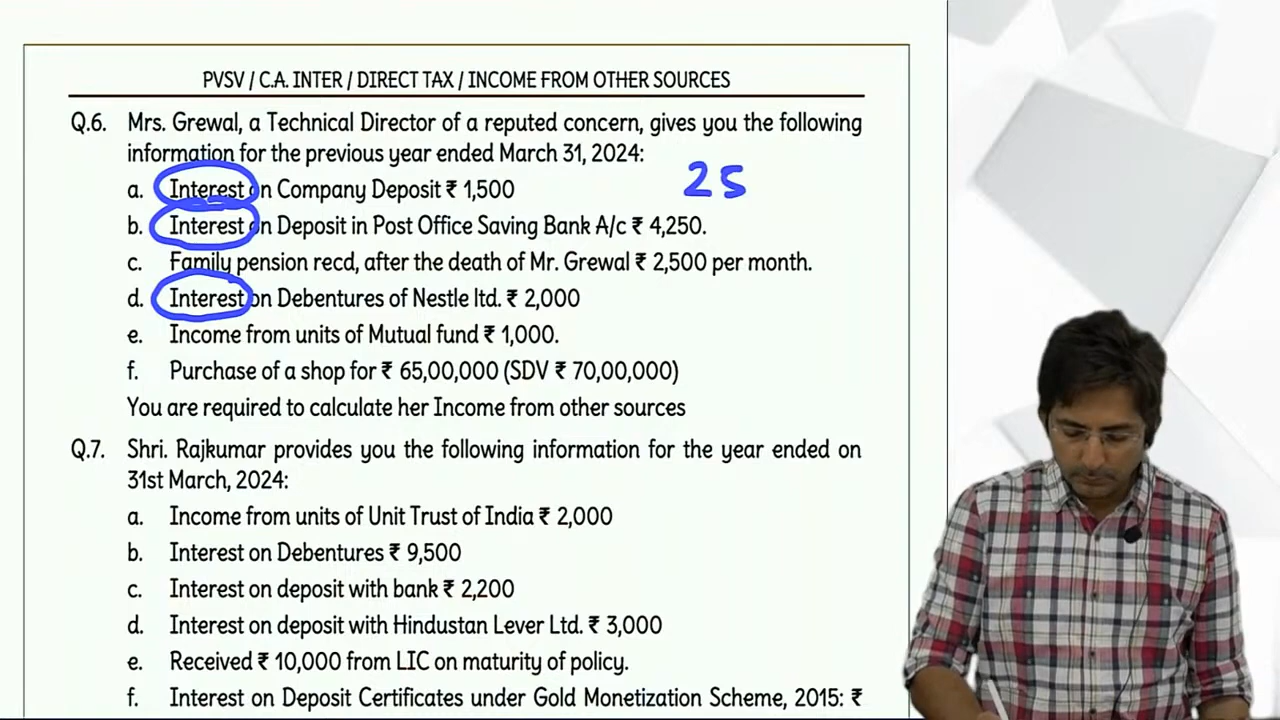 PVSV / C.A. INTER / DIRECT TAX / INCOME FROM OTHER SOURCES
Q.6. Mrs. Grewal, a Technical Director of a reputed concern, gives you the following
information for the previous year ended March 31, 2024:
a. Interest on Company Deposit ₹ 1,500
25
b. Interest on Deposit in Post Office Saving Bank A/c ₹ 4,250.
c. Family pension recd, after the death of Mr. Grewal ₹ 2,500 per month.
d. Interest on Debentures of Nestle ltd. ₹ 2,000
e. Income from units of Mutual fund ₹ 1,000.
f. Purchase of a shop for ₹ 65,00,000 (SDV ₹ 70,00,000)
You are required to calculate her Income from other sources
Q.7. Shri. Rajkumar provides you the following information for the year ended on
31st March, 2024:
a. Income from units of Unit Trust of India ₹ 2,000
b. Interest on Debentures ₹ 9,500
c. Interest on deposit with bank ₹ 2,200
d. Interest on deposit with Hindustan Lever Ltd. ₹ 3,000
e. Received ₹ 10,000 from LIC on maturity of policy.
f. Interest on Deposit Certificates under Gold Monetization Scheme, 2015: ₹